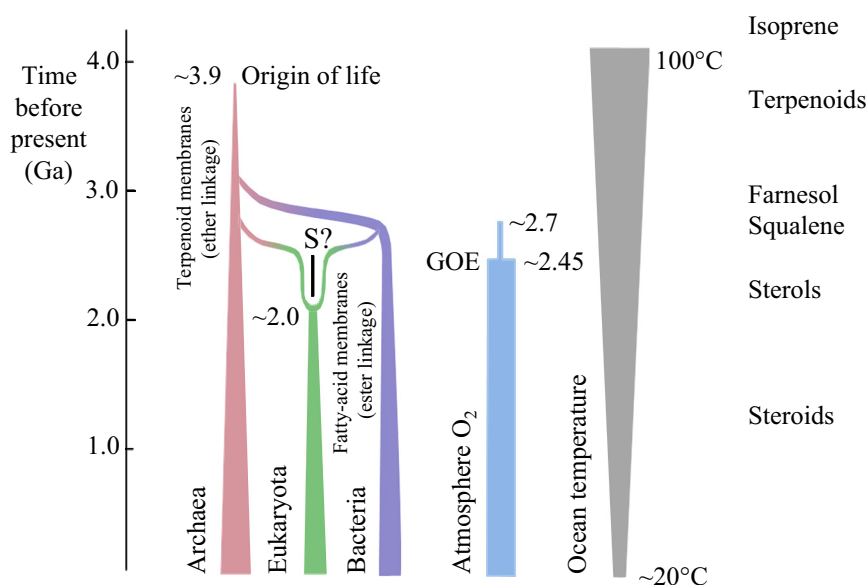 Time
before
present
(Ga)
4.0
3.0
2.0
1.0
~3.9
Origin of life
Terpenoid membranes
(ether linkage)
S?
~2.0
Fatty-acid membranes
(ester linkage)
Archaea
Eukaryota
Bacteria
~2.7
GOE
~2.45
Atmosphere O₂
100°C
Ocean temperature
~20°C
Isoprene
Terpenoids
Farnesol
Squalene
Sterols
Steroids